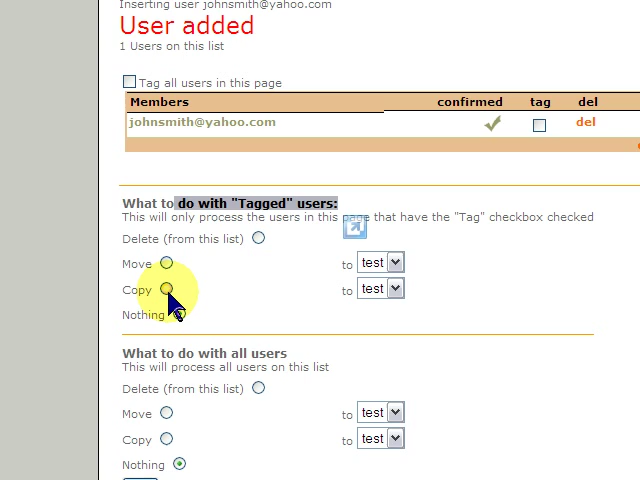 Inserting user johnsmith@yahoo.com
User added
1 Users on this list
Tag all users in this page
Members confirmed tag del
johnsmith@yahoo.com del
What to do with "Tagged" users:
This will only process the users in this page that have the "Tag" checkbox checked
Delete (from this list)
Move to test
Copy to test
Nothing
What to do with all users
This will process all users on this list
Delete (from this list)
Move to test
Copy to test
Nothing